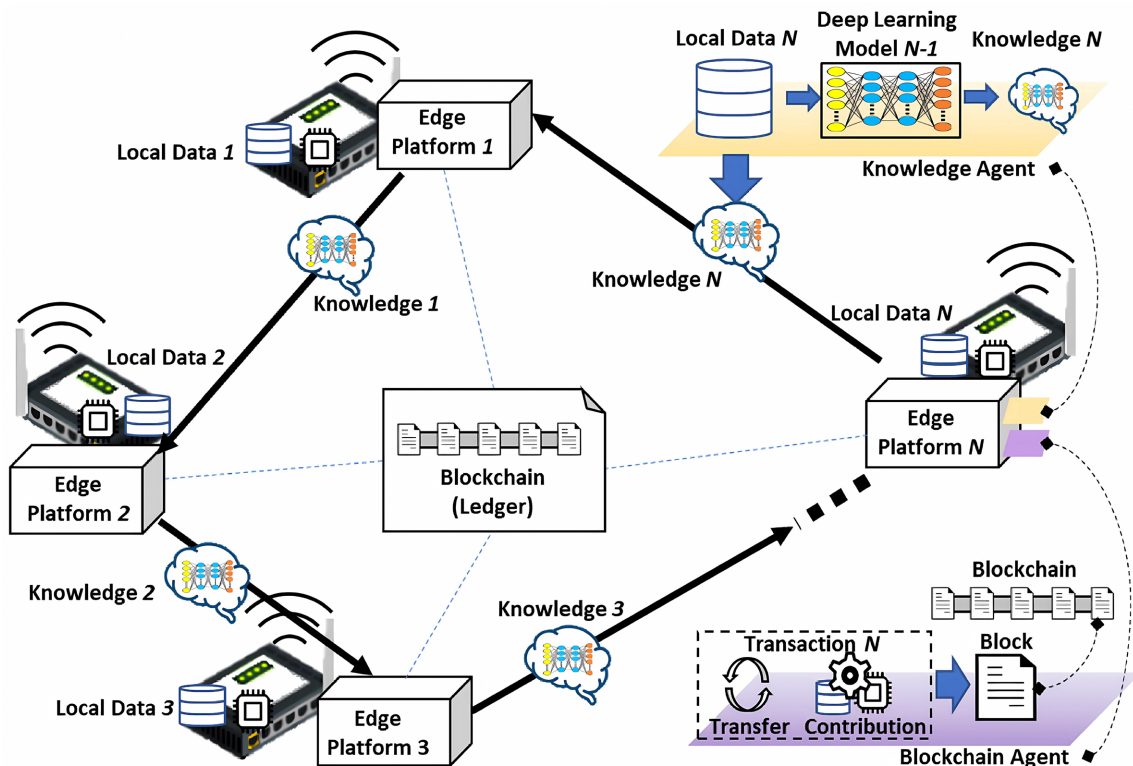 Local Data N
Deep Learning
Model N-1
Knowledge N
Edge
Platform 1
Local Data 1
Knowledge Agent
Knowledge 1
Knowledge N
Local Data N
Local Data 2
Edge
Platform N
Blockchain
(Ledger)
Edge
Platform 2
Knowledge 2
Knowledge 3
Blockchain
Transaction N
Block
Local Data 3
Transfer
Contribution
Edge
Platform 3
Blockchain Agent